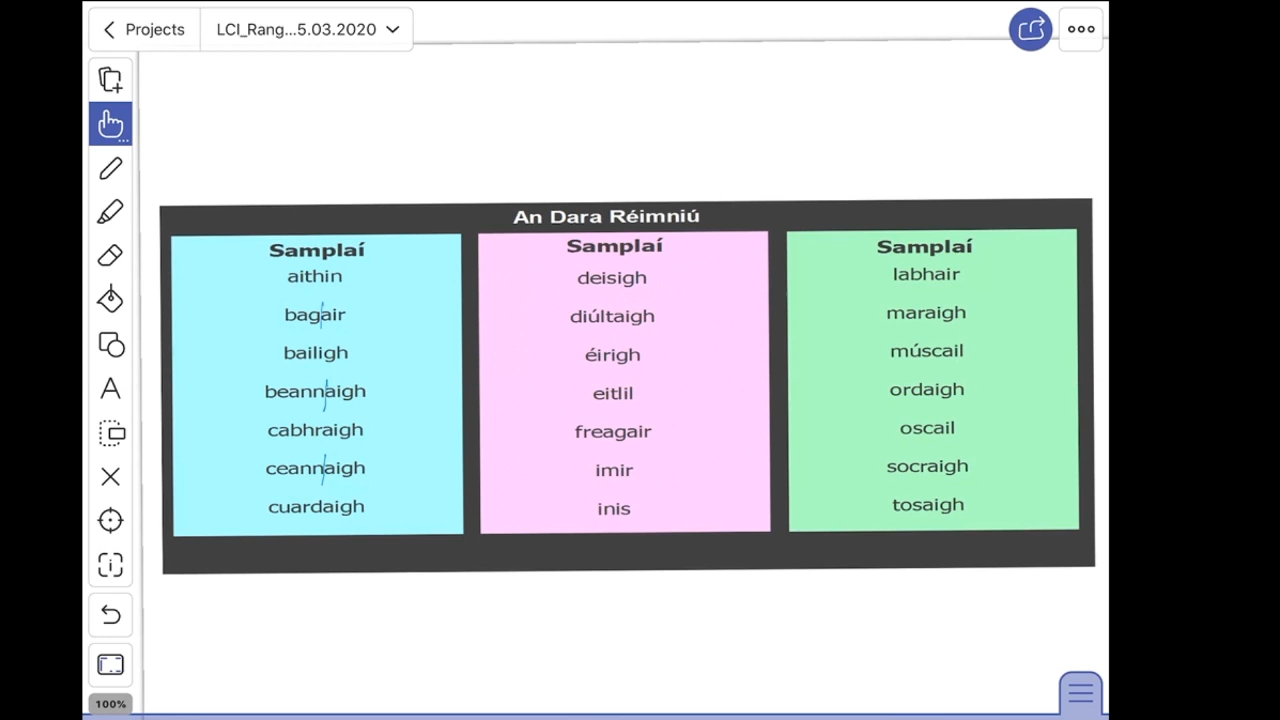 Projects
LCI_Rang...5.03.2020
An Dara Réimniú
Samplaí
aithin
bagair
bailigh
beannaigh
cabhraigh
ceannaigh
cuardaigh
Samplaí
deisigh
diúltaigh
éirigh
eitlil
freagair
imir
inis
Samplaí
labhair
maraigh
múscail
ordaigh
oscail
socraigh
tosaigh
100%